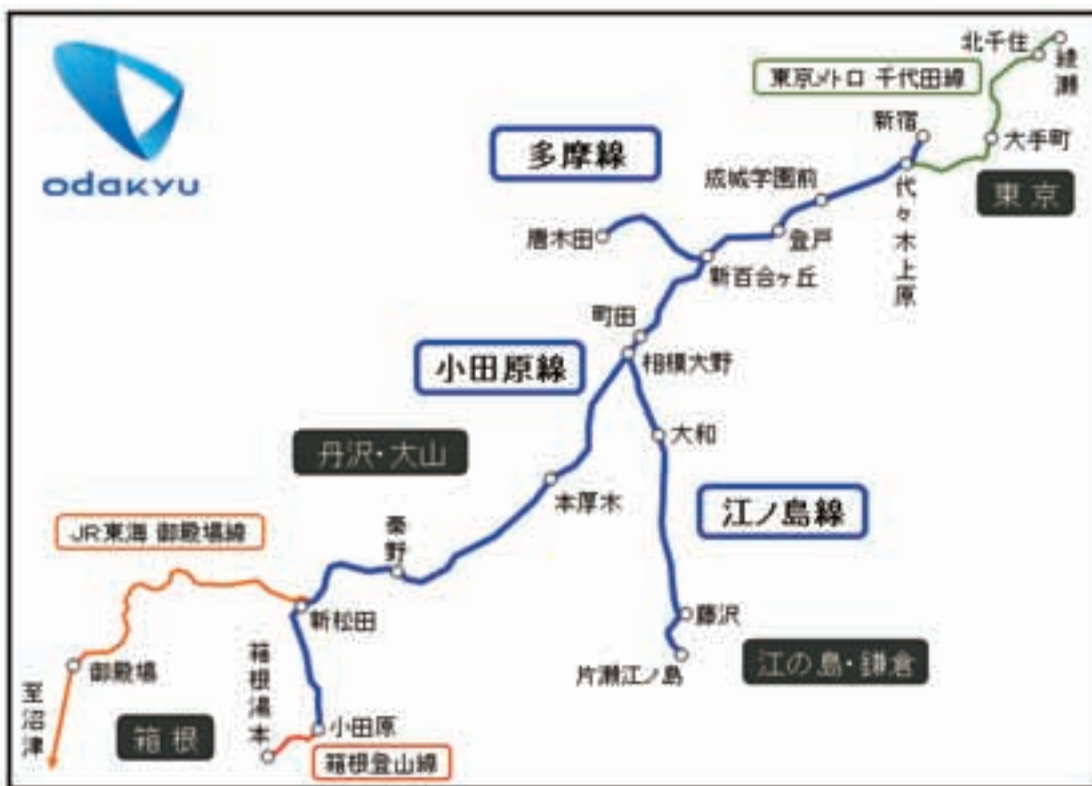 北千住
綾瀬
東京メトロ 千代田線
新宿
大手町
多摩線
odakyu
成城学園前
代々木上原
東京
唐木田
登戸
新百合ヶ丘
町田
小田原線
相模大野
丹沢・大山
大和
本厚木
江ノ島線
JR東海 御殿場線
秦野
新松田
藤沢
御殿場
箱根湯本
片瀬江ノ島
江の島・鎌倉
至沼津
箱根
小田原
箱根登山線